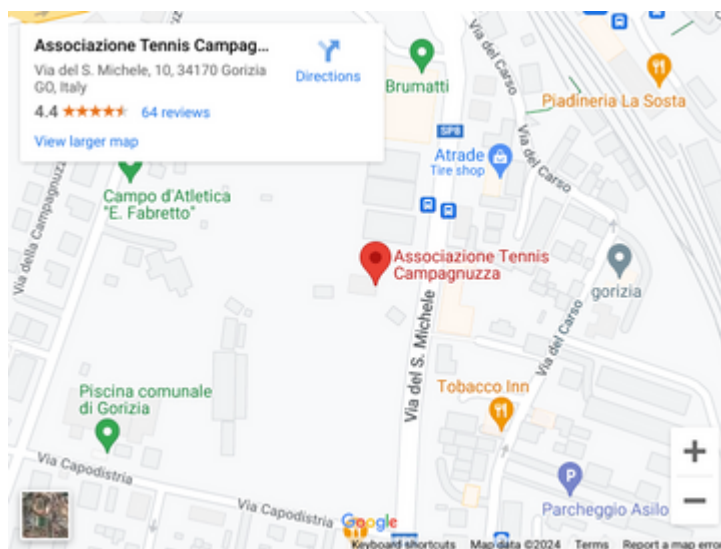 Associazione Tennis Campag...
Via del S. Michele, 10, 34170 Gorizia
GO, Italy
4.4
64 reviews
View larger map
Directions
Brumatti
Via del Carso
Piadineria La Sosta
SP8
Via del Carso
Atrade
Tire shop
Campo d'Atletica
"E. Fabretto"
Via della Campagnuzza
Associazione Tennis
Campagnuzza
gorizia
Via del S. Michele
Via del Carso
Tobacco Inn
Piscina comunale
di Gorizia
Via Capodistria
Via Capodistria
Parcheggio Asilo
+
−
Google
Keyboard shortcuts
Map data ©2024
Terms
Report a map error
P